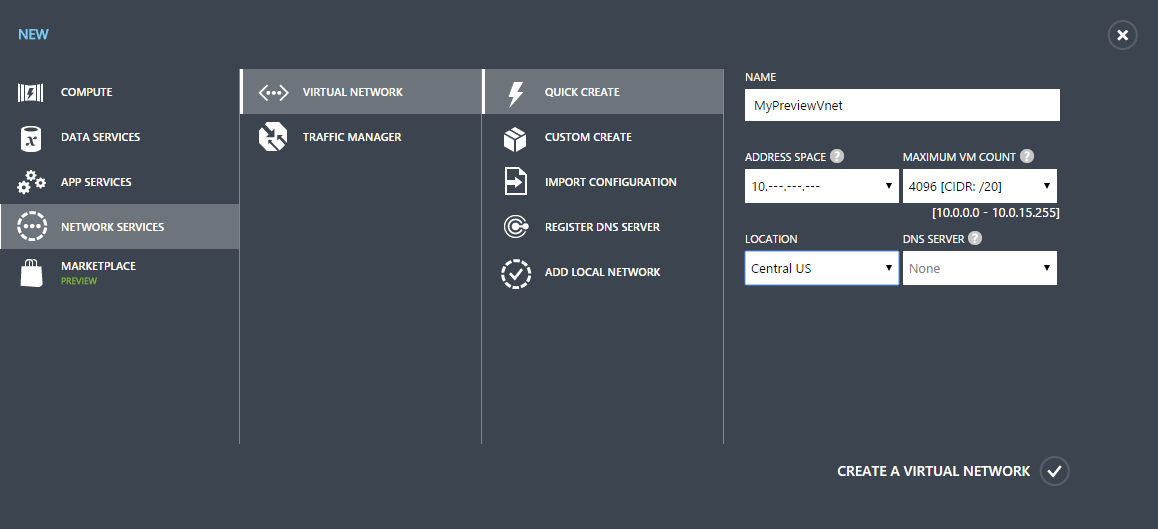 NEW
COMPUTE
DATA SERVICES
APP SERVICES
NETWORK SERVICES
MARKETPLACE
PREVIEW
VIRTUAL NETWORK
TRAFFIC MANAGER
QUICK CREATE
CUSTOM CREATE
IMPORT CONFIGURATION
REGISTER DNS SERVER
ADD LOCAL NETWORK
NAME
MyPreviewVnet
ADDRESS SPACE ? MAXIMUM VM COUNT ?
10.---.---.--- 4096 [CIDR: /20]
[10.0.0.0 - 10.0.15.255]
LOCATION DNS SERVER ?
Central US None
CREATE A VIRTUAL NETWORK